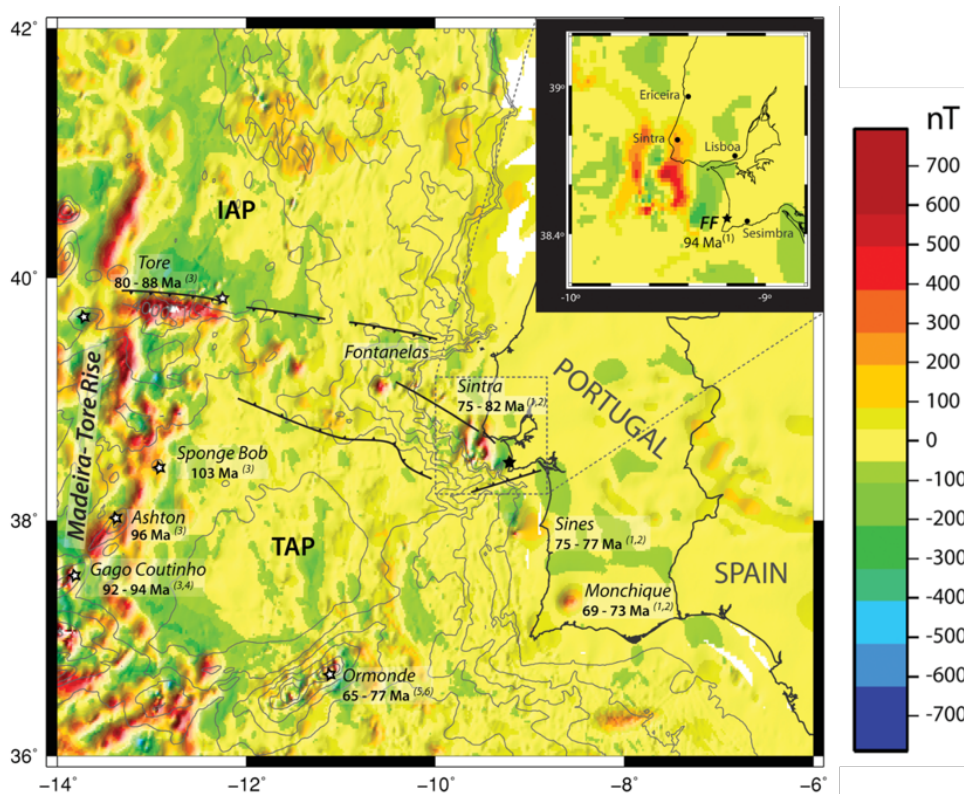 42˚
40˚
38˚
36˚
−14˚
−12˚
−10˚
−8˚
−6˚
IAP
Tore
80 - 88 Ma (3)
Madeira-Tore Rise
Fontanelas
Sintra
75 - 82 Ma (1,2)
PORTUGAL
Sponge Bob
103 Ma (3)
Ashton
96 Ma (3)
Gago Coutinho
92 - 94 Ma (3,4)
TAP
Sines
75 - 77 Ma (1,2)
Monchique
69 - 73 Ma (1,2)
SPAIN
Ormonde
65 - 77 Ma (5,6)
39º
38.4º
-10º
-9º
Ericeira
Sintra
Lisboa
FF
94 Ma(1)
Sesimbra
nT
700
600
500
400
300
200
100
0
-100
-200
-300
-400
-500
-600
-700